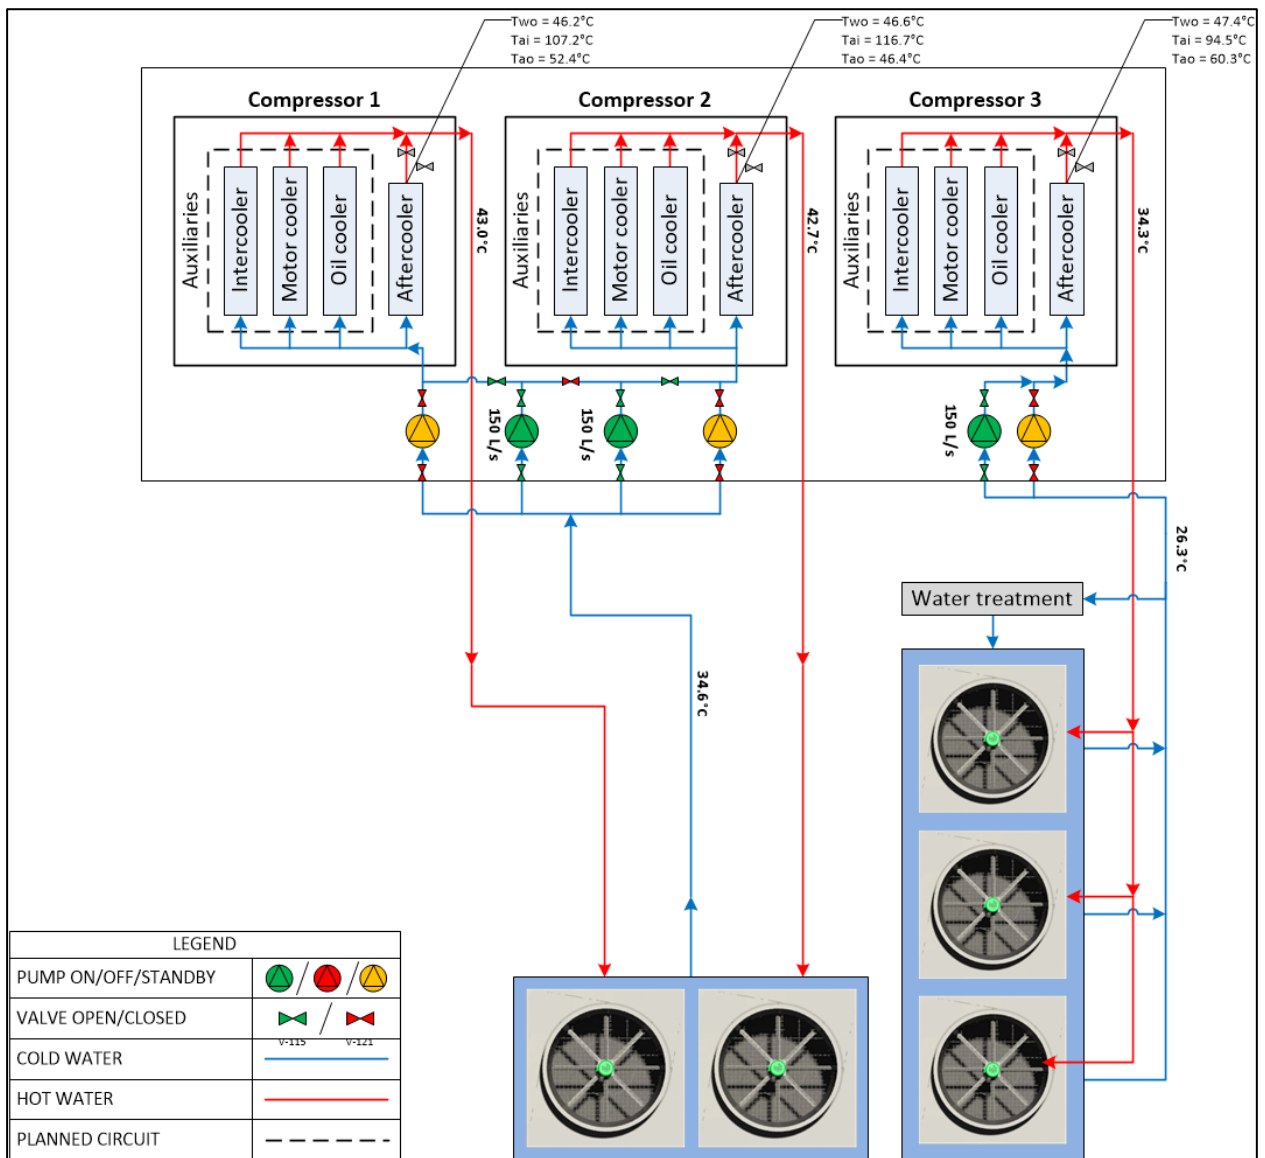 Two = 46.2°C
Tai = 107.2°C
Tao = 52.4°C
Two = 46.6°C
Tai = 116.7°C
Tao = 46.4°C
Two = 47.4°C
Tai = 94.5°C
Tao = 60.3°C
Compressor 1
Compressor 2
Compressor 3
Auxiliaries
Intercooler
Motor cooler
Oil cooler
Aftercooler
43.0°C
Auxiliaries
Intercooler
Motor cooler
Oil cooler
Aftercooler
42.7°C
Auxiliaries
Intercooler
Motor cooler
Oil cooler
Aftercooler
34.3°C
150 L/s
150 L/s
150 L/s
26.3°C
Water treatment
34.6°C
LEGEND
PUMP ON/OFF/STANDBY
/ /
VALVE OPEN/CLOSED
/
V-115 V-121
COLD WATER
HOT WATER
PLANNED CIRCUIT